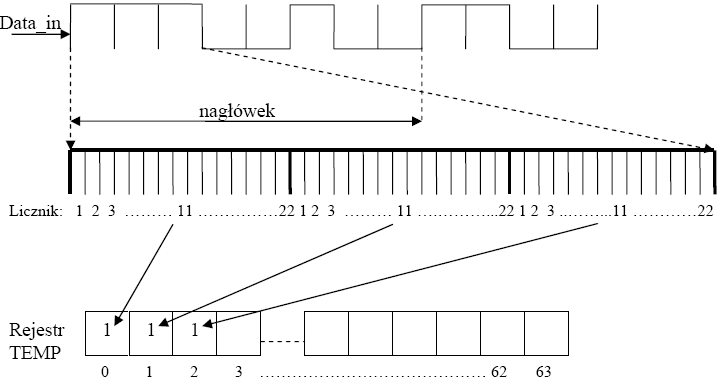 Data_in
nagłówek
Licznik: 1 2 3 ……… 11 ……………… 22 1 2 3 ……………11 ………………..22 1 2 3 ………..11 ……………22
1 1 1
Rejestr
TEMP
0 1 2 3 ………………………………… 62 63